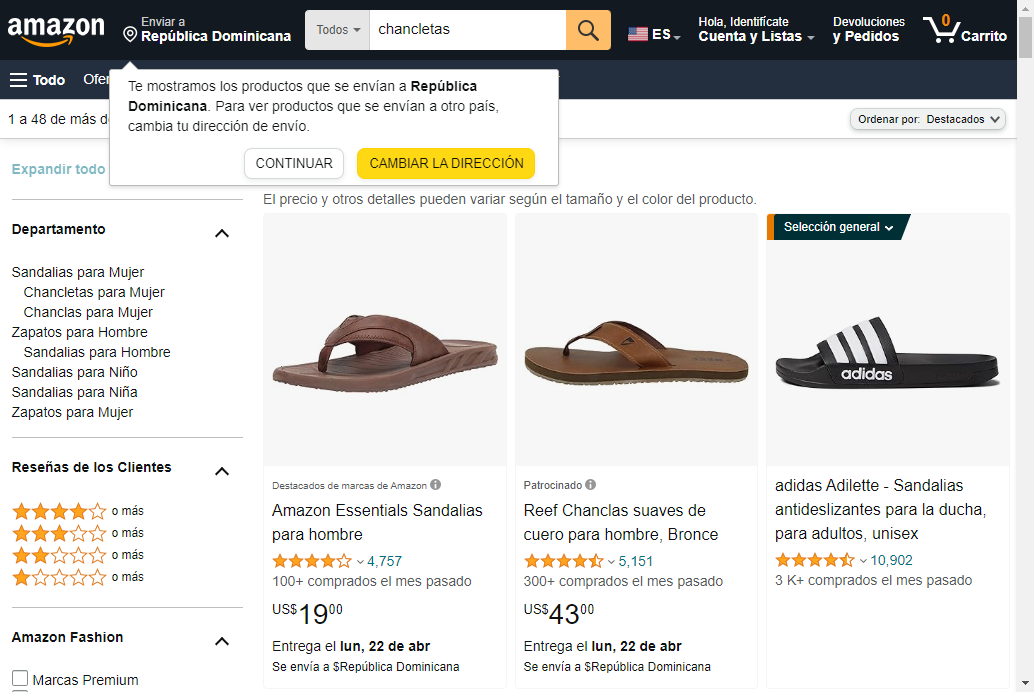 amazon
Enviar a
República Dominicana
Todos
chancletas
ES
Hola, Identifícate
Cuenta y Listas
Devoluciones
y Pedidos
0
Carrito
Todo
Te mostramos los productos que se envían a República
Dominicana. Para ver productos que se envían a otro país,
cambia tu dirección de envío.
CONTINUAR
CAMBIAR LA DIRECCIÓN
1 a 48 de más
Ordenar por: Destacados
Expandir todo
El precio y otros detalles pueden variar según el tamaño y el color del producto.
Departamento
Sandalias para Mujer
Chancletas para Mujer
Chanclas para Mujer
Zapatos para Hombre
Sandalias para Hombre
Sandalias para Niño
Sandalias para Niña
Zapatos para Mujer
Reseñas de los Clientes
o más
o más
o más
o más
Amazon Fashion
Marcas Premium
Destacados de marcas de Amazon
Amazon Essentials Sandalias
para hombre
4,757
100+ comprados el mes pasado
US$1900
Entrega el lun, 22 de abr
Se envía a $República Dominicana
Patrocinado
Reef Chanclas suaves de
cuero para hombre, Bronce
5,151
300+ comprados el mes pasado
US$4300
Entrega el lun, 22 de abr
Se envía a $República Dominicana
Selección general
adidas
adidas Adilette - Sandalias
antideslizantes para la ducha,
para adultos, unisex
10,902
3 K+ comprados el mes pasado